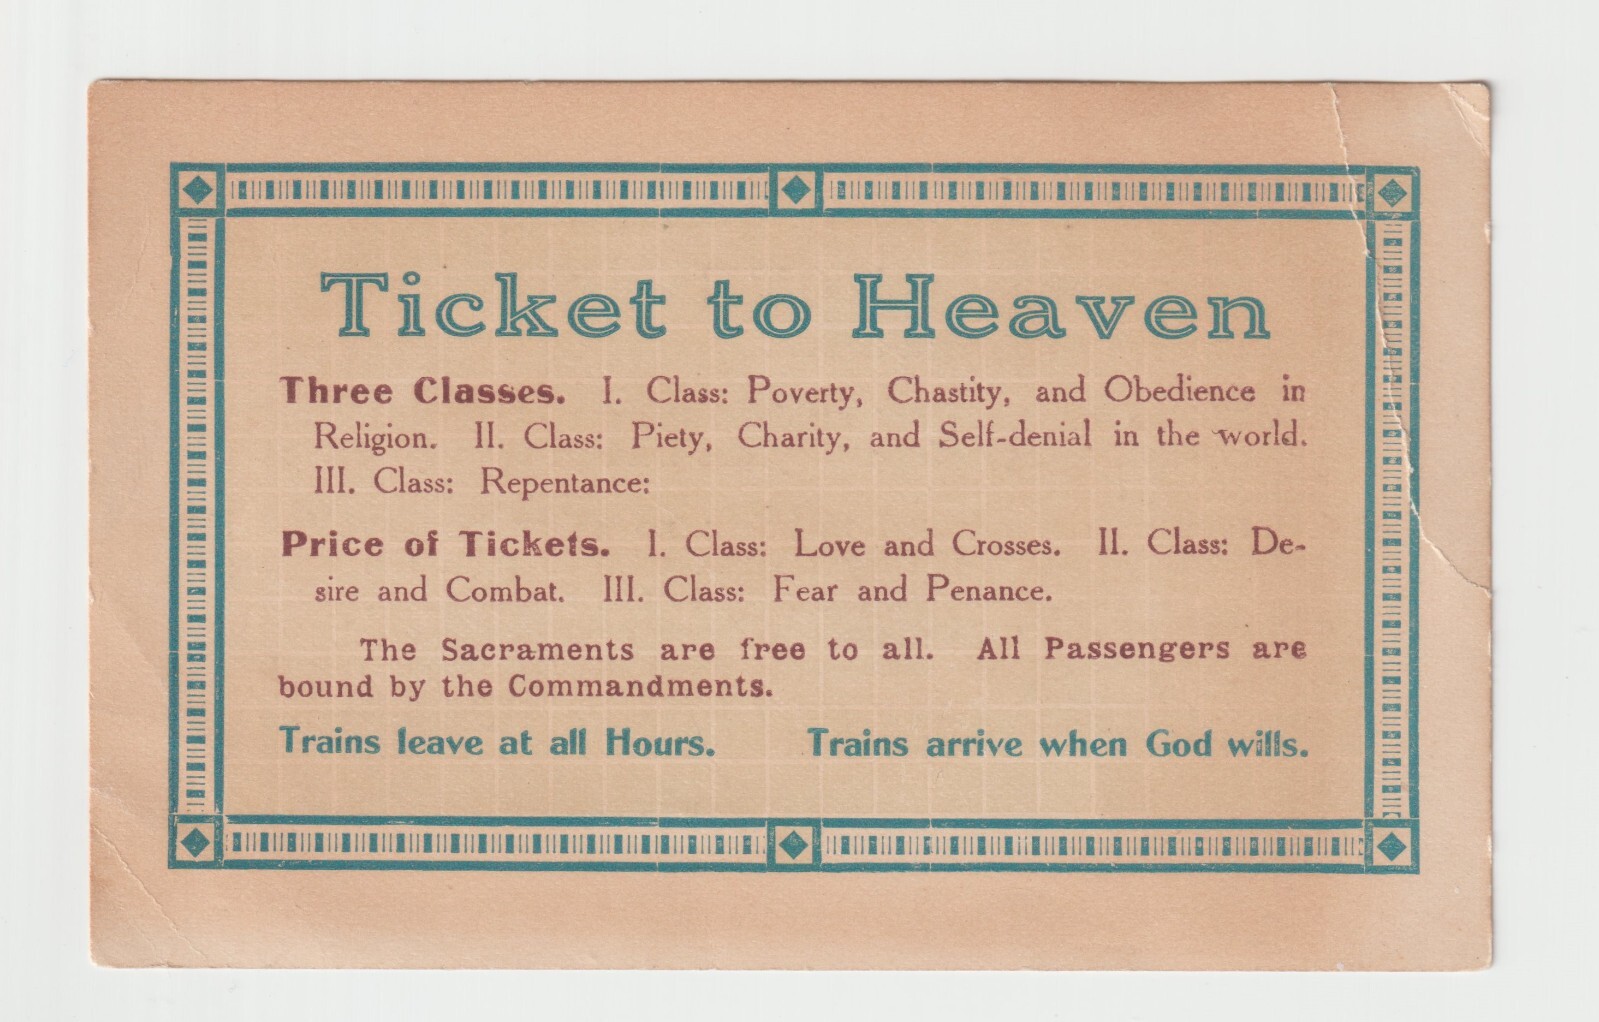 Ticket to Heaven
Three Classes. I. Class: Poverty, Chastity, and Obedience in
Religion. II. Class: Piety, Charity, and Self-denial in the world.
III. Class: Repentance:
Price of Tickets. I. Class: Love and Crosses. II. Class: De-
sire and Combat. III. Class: Fear and Penance.
The Sacraments are free to all. All Passengers are
bound by the Commandments.
Trains leave at all Hours. Trains arrive when God wills.